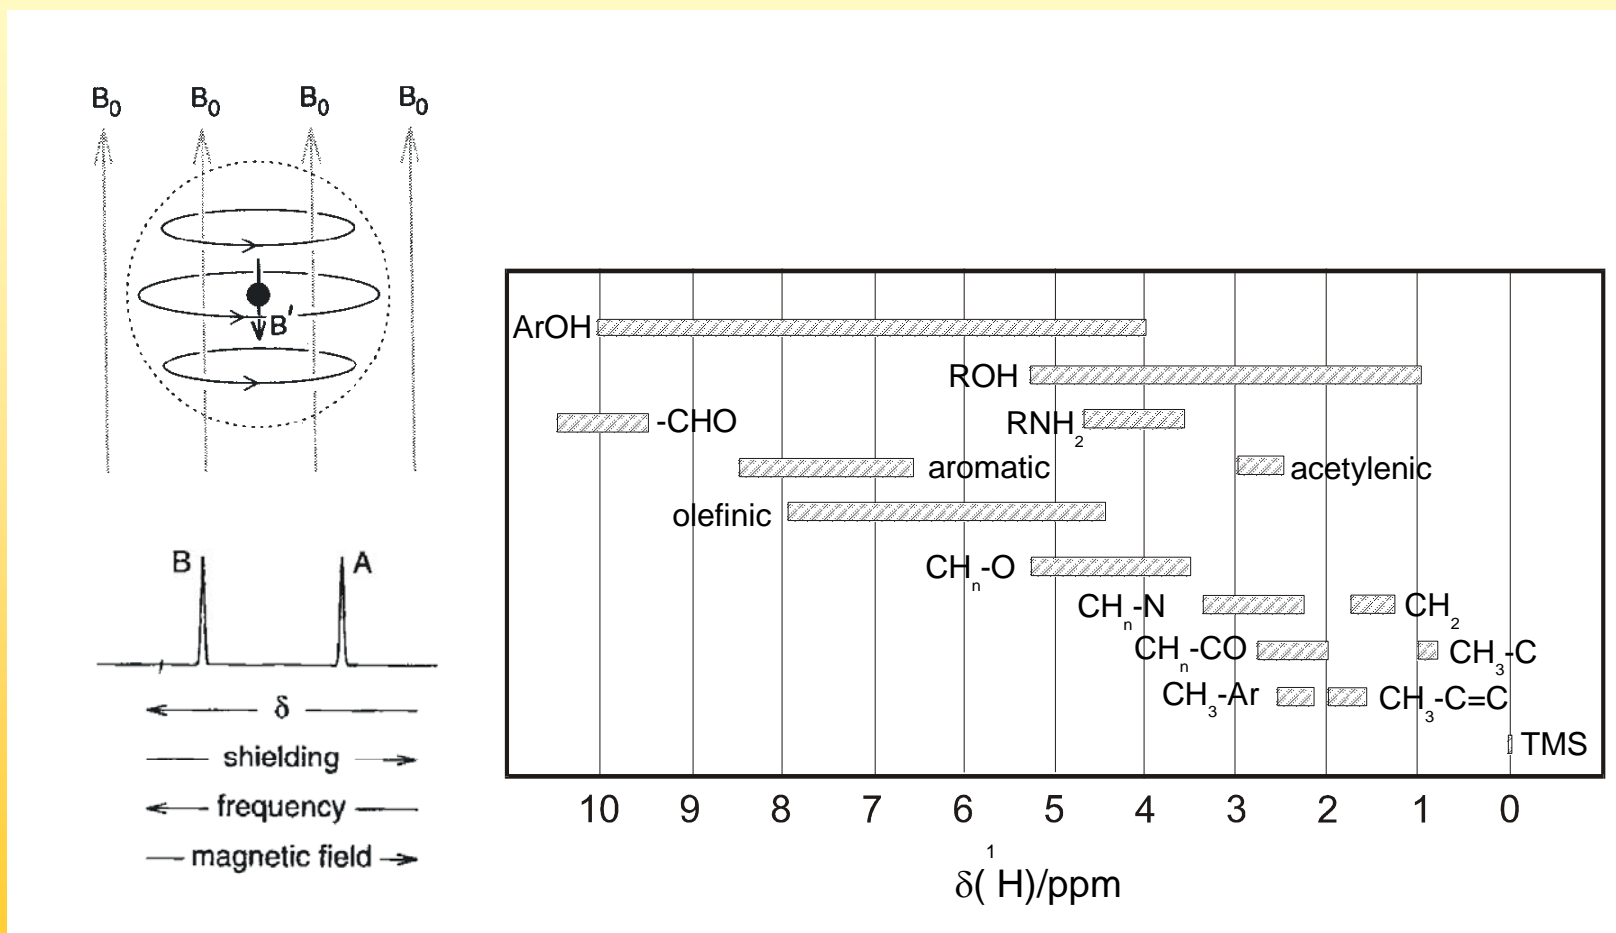 B0 B0 B0 B0
B'
B A
δ
shielding
frequency
magnetic field
ArOH
ROH
-CHO
RNH2
aromatic
acetylenic
olefinic
CHn-O
CHn-N
CH2
CHn-CO
CH3-C
CH3-Ar
CH3-C=C
TMS
10 9 8 7 6 5 4 3 2 1 0
δ(1H)/ppm